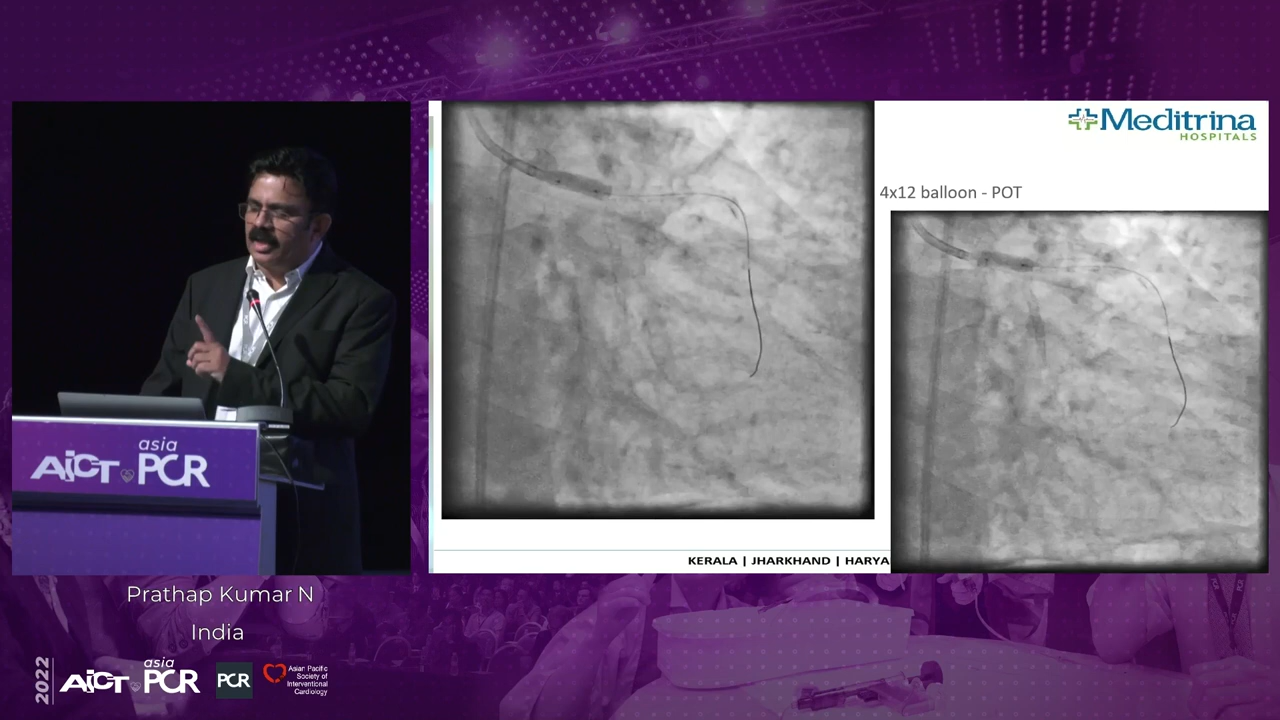 Meditrina
HOSPITALS
4x12 balloon - POT
KERALA | JHARKHAND | HARYA
asia
AICT PCR
Prathap Kumar N
India
2022
asia
AICT PCR
PCR
Asian Pacific
Society of
Interventional
Cardiology